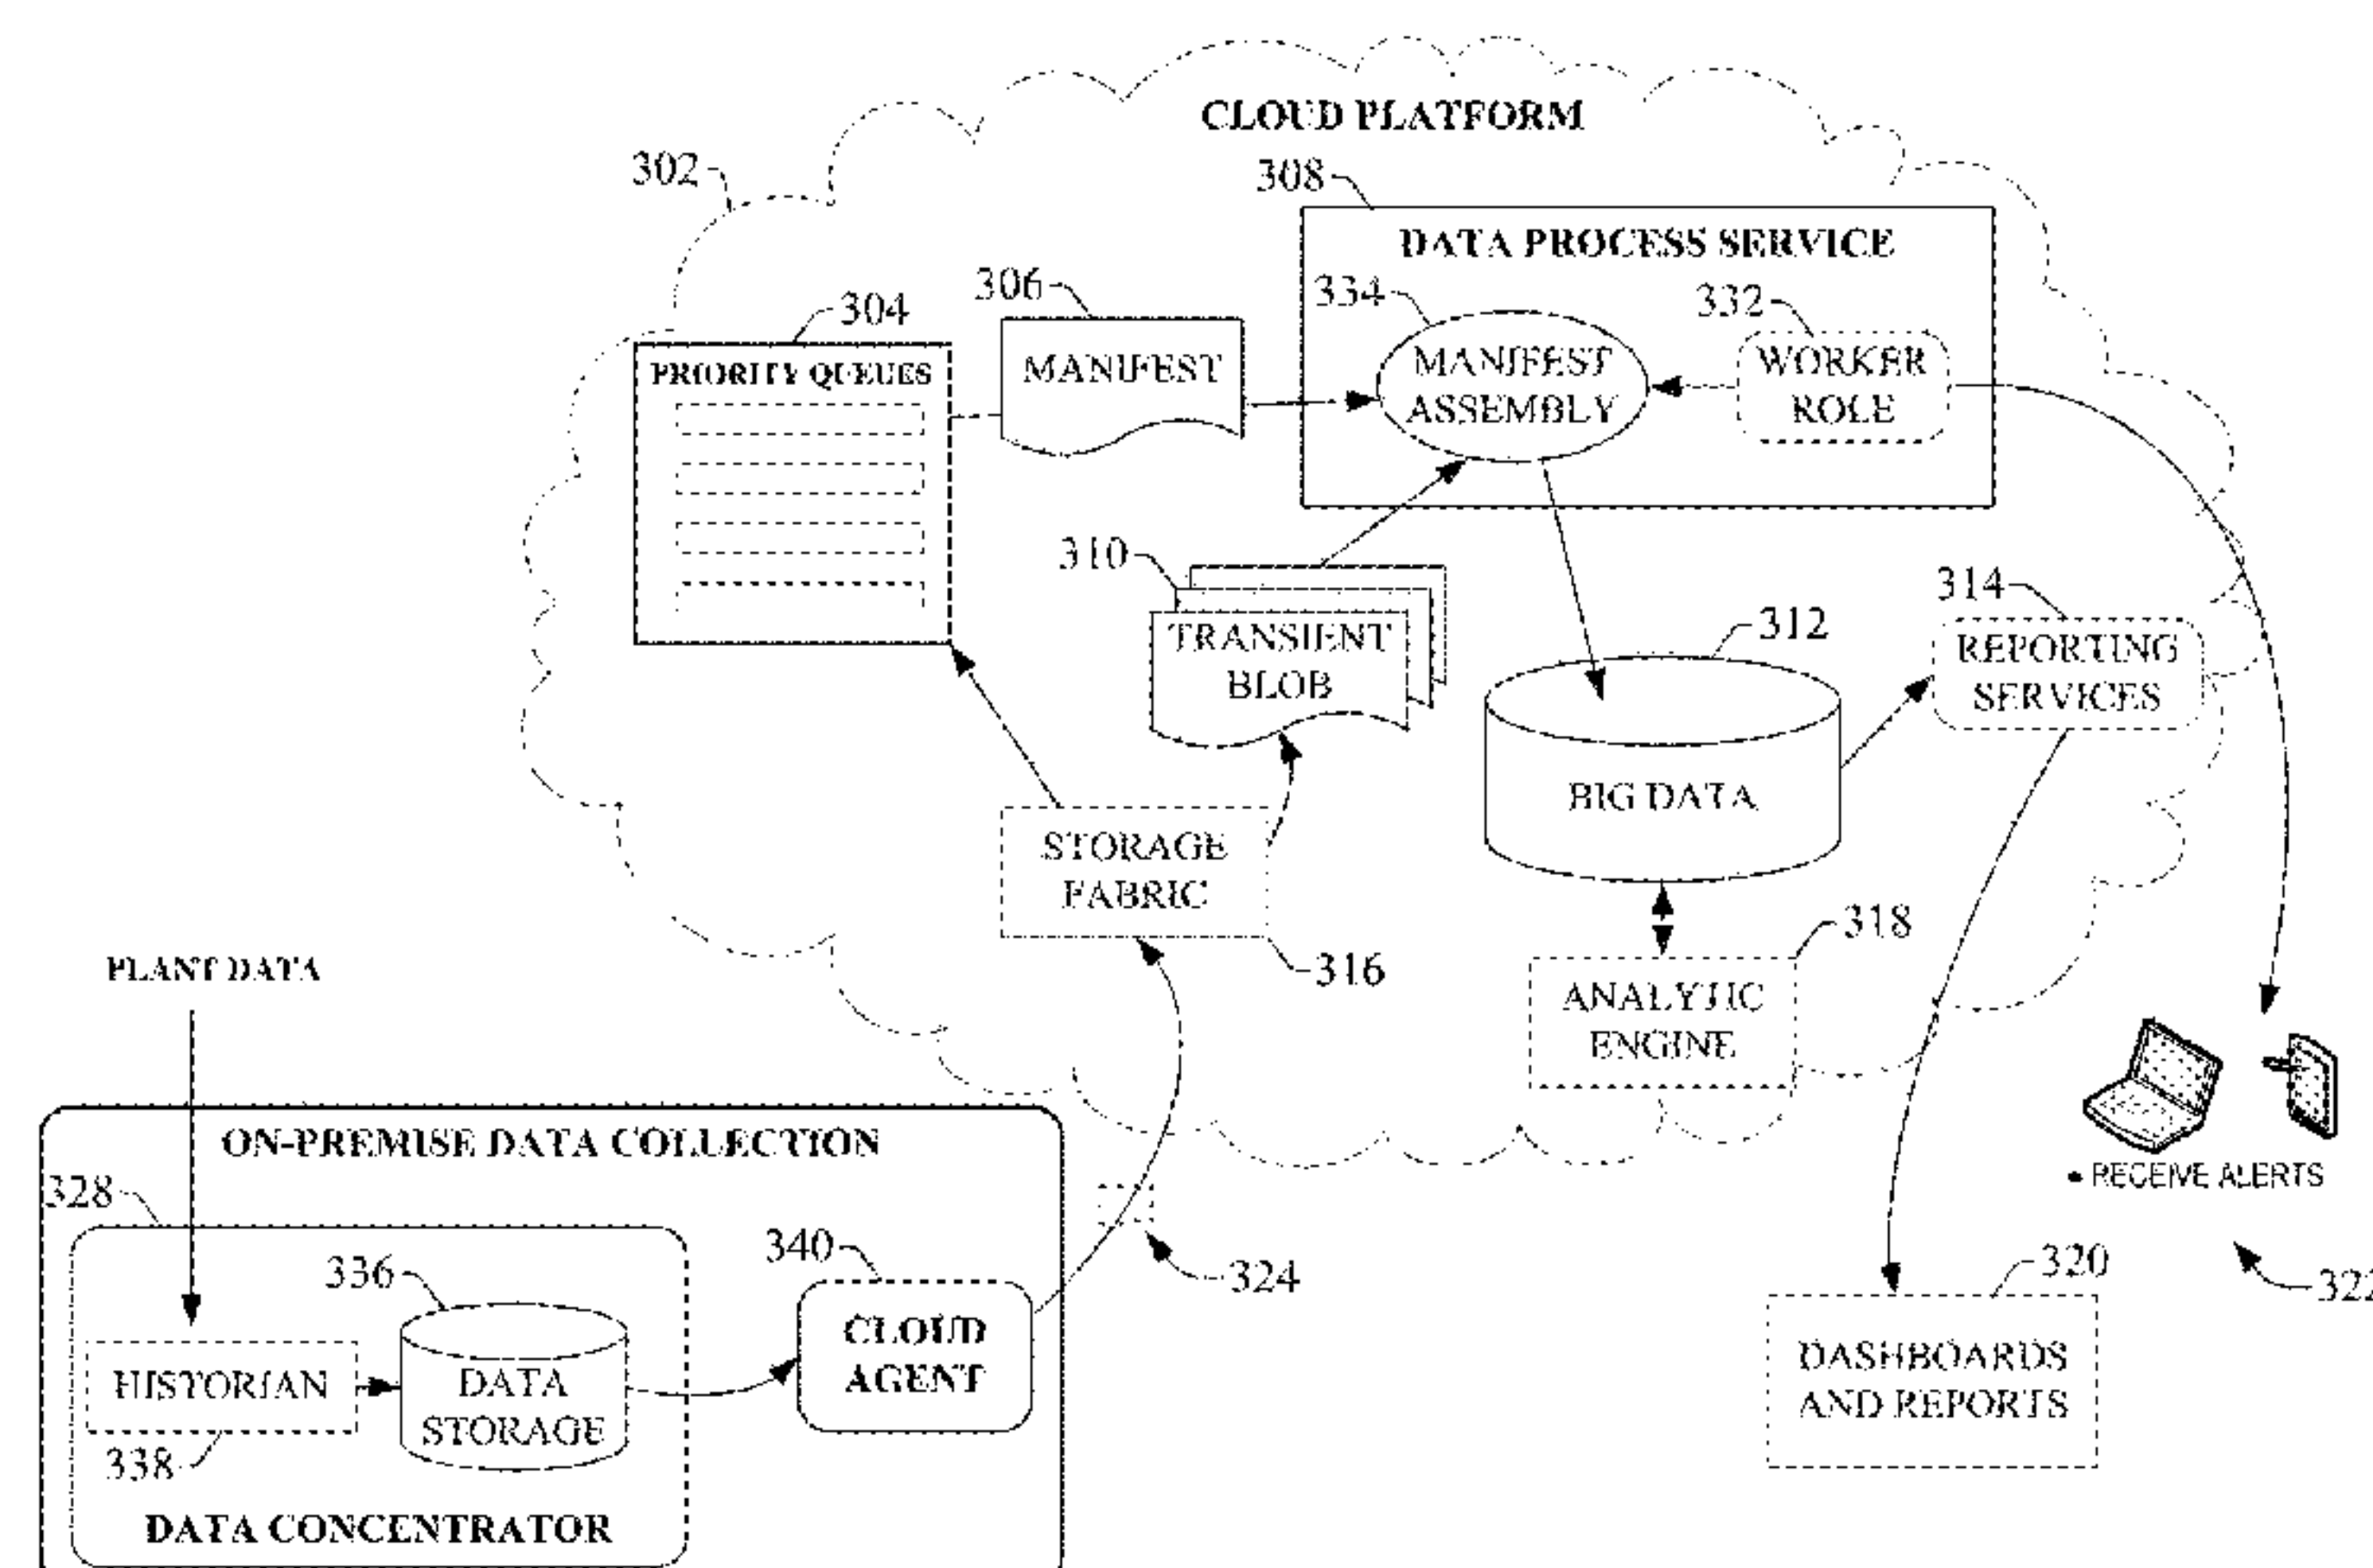 CLOUD PLATFORM
302
308
DATA PROCESS SERVICE
306
334
332
304
PRIORITY QUEUES
MANIFEST
MANIFEST
ASSEMBLY
WORKER
ROLE
310
TRANSIENT
BLOB
312
314
REPORTING
SERVICES
BIG DATA
STORAGE
FABRIC
316
318
ANALYTIC
ENGINE
PLANT DATA
ON-PREMISE DATA COLLECTION
328
336
340
324
• RECEIVE ALERTS
320
322
HISTORIAN
338
DATA
STORAGE
CLOUD
AGENT
DASHBOARDS
AND REPORTS
DATA CONCENTRATOR